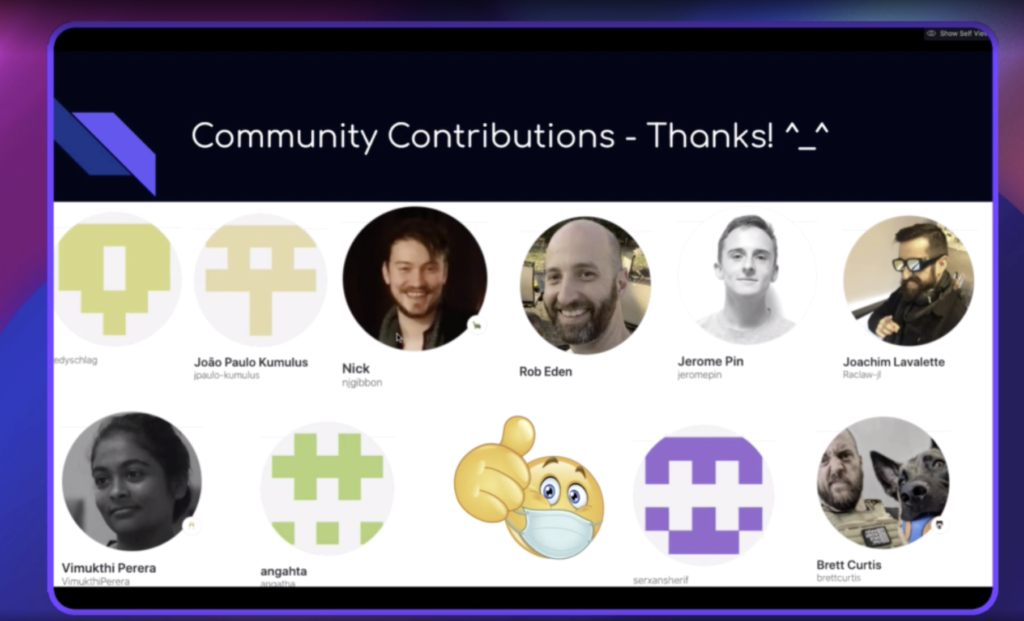 Show Self View
Community Contributions - Thanks! ^_^
edyschlag
João Paulo Kumulus
jpaulo-kumulus
Nick
njgibbon
Rob Eden
Jerome Pin
jeromepin
Joachim Lavalette
Raclaw-jl
Vimukthi Perera
VimukthiPerera
angahta
angatha
serxansherif
Brett Curtis
brettcurtis